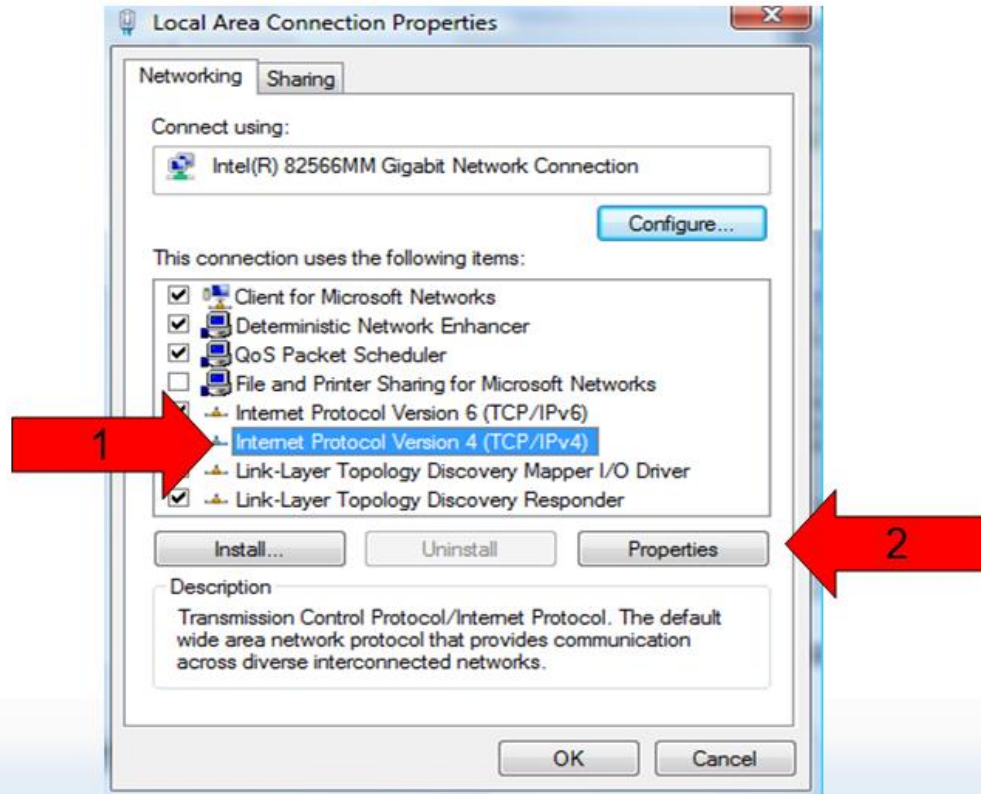 Local Area Connection Properties
Networking
Sharing
Connect using:
Intel(R) 82566MM Gigabit Network Connection
Configure...
This connection uses the following items:
Client for Microsoft Networks
Deterministic Network Enhancer
QoS Packet Scheduler
File and Printer Sharing for Microsoft Networks
Internet Protocol Version 6 (TCP/IPv6)
1
Internet Protocol Version 4 (TCP/IPv4)
Link-Layer Topology Discovery Mapper I/O Driver
Link-Layer Topology Discovery Responder
Install...
Uninstall
Properties
2
Description
Transmission Control Protocol/Internet Protocol. The default
wide area network protocol that provides communication
across diverse interconnected networks.
OK
Cancel